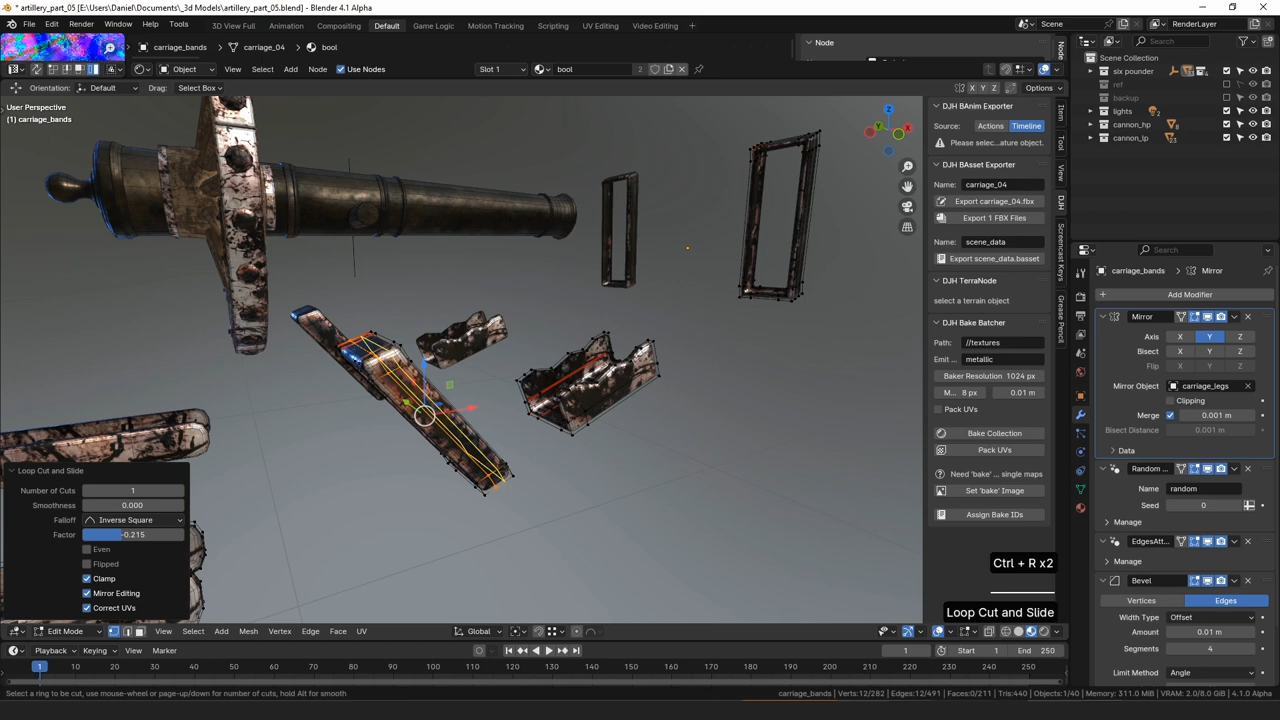 * artillery_part_05 [E:\Users\Daniel\Documents\_3d Models\artillery_part_05.blend] - Blender 4.1 Alpha
File Edit Render Window Help Tools
3D View Full Animation Compositing Default Game Logic Motion Tracking Scripting UV Editing Video Editing +
Scene RenderLayer
carriage_bands > carriage_04 > bool
Node
Object View Select Add Node Use Nodes Slot 1 bool 2
Orientation: Default Drag: Select Box
X Y Z Options
User Perspective
(1) carriage_bands
Search
Scene Collection
six pounder
ref
backup
lights 2
cannon_hp 8
cannon_lp 23
DJH BAnim Exporter
Source: Actions Timeline
Please selec...ature object.
DJH BAsset Exporter
Name: carriage_04
Export carriage_04.fbx
Export 1 FBX Files
Name: scene_data
Export scene_data.basset
DJH TerraNode
select a terrain object
DJH Bake Batcher
Path: //textures
Emit ... metallic
Baker Resolution 1024 px
M... 8 px 0.01 m
Pack UVs
Bake Collection
Pack UVs
Need 'bake' ... single maps
Set 'bake' Image
Assign Bake IDs
Node
Item
Tool
View
DJH
Screencast Keys
Grease Pencil
Search
carriage_bands > Mirror
Add Modifier
Mirror
Axis X Y Z
Bisect X Y Z
Flip X Y Z
Mirror Object carriage_legs
Clipping
Merge 0.001 m
Bisect Distance 0.001 m
Data
Random ...
Name random
Seed 0
Manage
EdgesAtt...
Manage
Bevel
Vertices Edges
Width Type Offset
Amount 0.01 m
Segments 4
Limit Method Angle
Loop Cut and Slide
Number of Cuts 1
Smoothness 0.000
Falloff Inverse Square
Factor -0.215
Even
Flipped
Clamp
Mirror Editing
Correct UVs
Ctrl + R x2
Loop Cut and Slide
Edit Mode View Select Add Mesh Vertex Edge Face UV Global
Playback Keying View Marker 1 Start 1 End 250
1 10 20 30 40 50 60 70 80 90 100 110 120 130 140 150 160 170 180 190 200 210 220 230 240 250
Select a ring to be cut, use mouse-wheel or page-up/down for number of cuts, hold Alt for smooth
carriage_bands | Verts:12/282 | Edges:12/491 | Faces:0/211 | Tris:440 | Objects:1/40 | Memory: 311.0 MiB | VRAM: 2.0/8.0 GiB | 4.1.0 Alpha